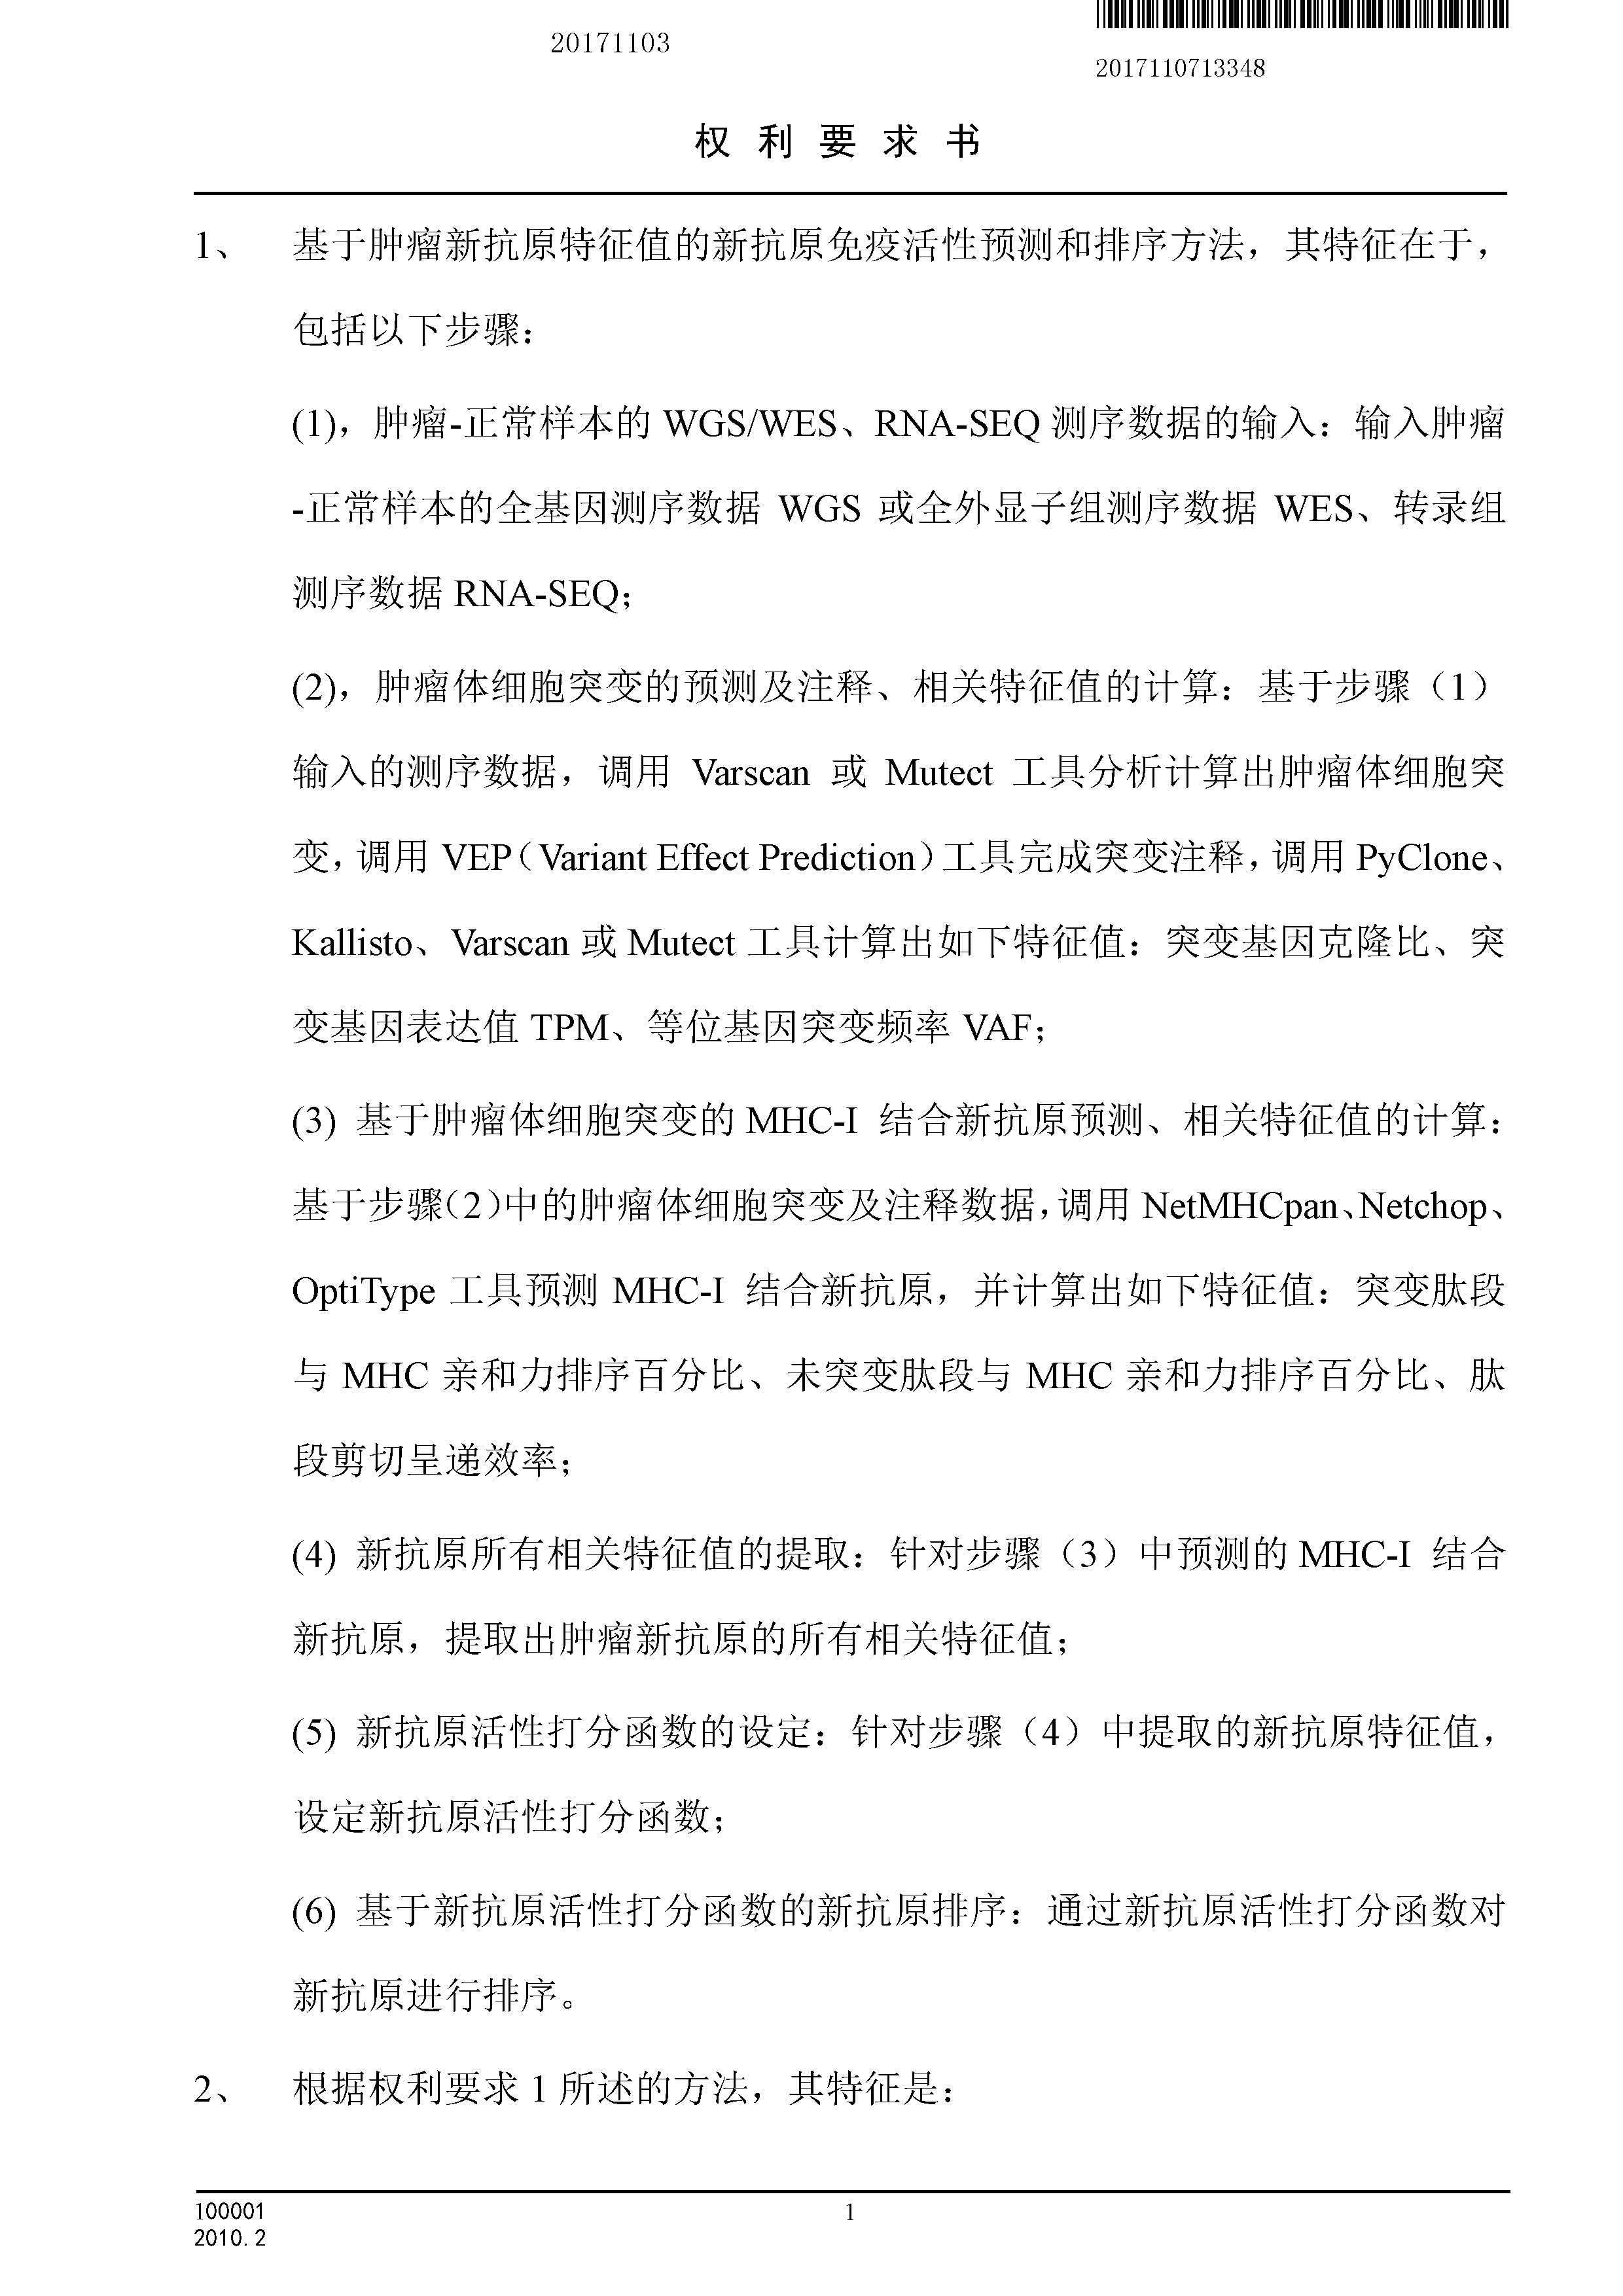 20171103
2017110713348
权利要求书
1、 基于肿瘤新抗原特征值的新抗原免疫活性预测和排序方法，其特征在于，
包括以下步骤：
(1)，肿瘤-正常样本的 WGS/WES、RNA-SEQ 测序数据的输入：输入肿瘤
-正常样本的全基因测序数据 WGS 或全外显子组测序数据 WES、转录组
测序数据 RNA-SEQ；
(2)，肿瘤体细胞突变的预测及注释、相关特征值的计算：基于步骤（1）
输入的测序数据，调用 Varscan 或 Mutect 工具分析计算出肿瘤体细胞突
变，调用 VEP（Variant Effect Prediction）工具完成突变注释，调用 PyClone、
Kallisto、Varscan 或 Mutect 工具计算出如下特征值：突变基因克隆比、突
变基因表达值 TPM、等位基因突变频率 VAF；
(3) 基于肿瘤体细胞突变的 MHC-I 结合新抗原预测、相关特征值的计算：
基于步骤（2）中的肿瘤体细胞突变及注释数据，调用 NetMHCpan、Netchop、
OptiType 工具预测 MHC-I 结合新抗原，并计算出如下特征值：突变肽段
与 MHC 亲和力排序百分比、未突变肽段与 MHC 亲和力排序百分比、肽
段剪切呈递效率；
(4) 新抗原所有相关特征值的提取：针对步骤（3）中预测的 MHC-I 结合
新抗原，提取出肿瘤新抗原的所有相关特征值；
(5) 新抗原活性打分函数的设定：针对步骤（4）中提取的新抗原特征值，
设定新抗原活性打分函数；
(6) 基于新抗原活性打分函数的新抗原排序：通过新抗原活性打分函数对
新抗原进行排序。
2、 根据权利要求 1 所述的方法，其特征是：
100001
1
2010.2